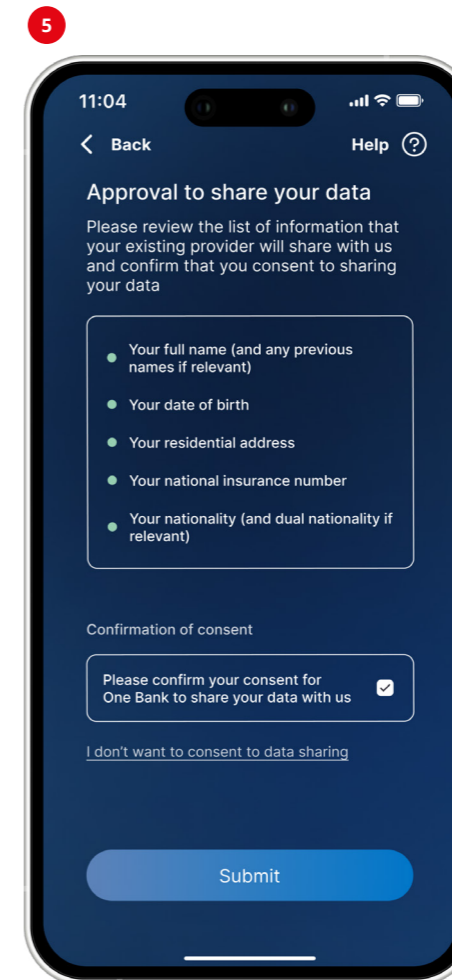 5
11:04
Back
Help ?
Approval to share your data
Please review the list of information that
your existing provider will share with us
and confirm that you consent to sharing
your data
Your full name (and any previous
names if relevant)
Your date of birth
Your residential address
Your national insurance number
Your nationality (and dual nationality if
relevant)
Confirmation of consent
Please confirm your consent for
One Bank to share your data with us
I don't want to consent to data sharing
Submit